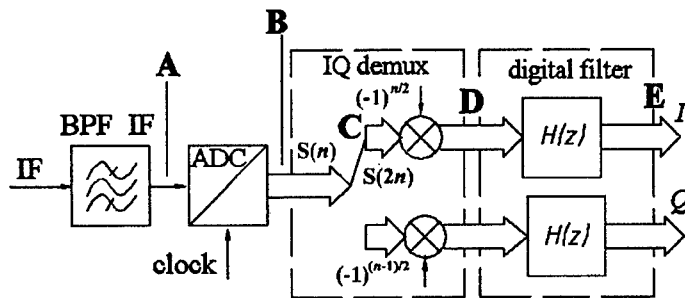 B
IQ demux
digital filter
A
(-1)^{n/2}
D
E
I
BPF IF
C
H(z)
ADC
S(n)
IF
S(2n)
Q
H(z)
clock
(-1)^{(n-1)/2}